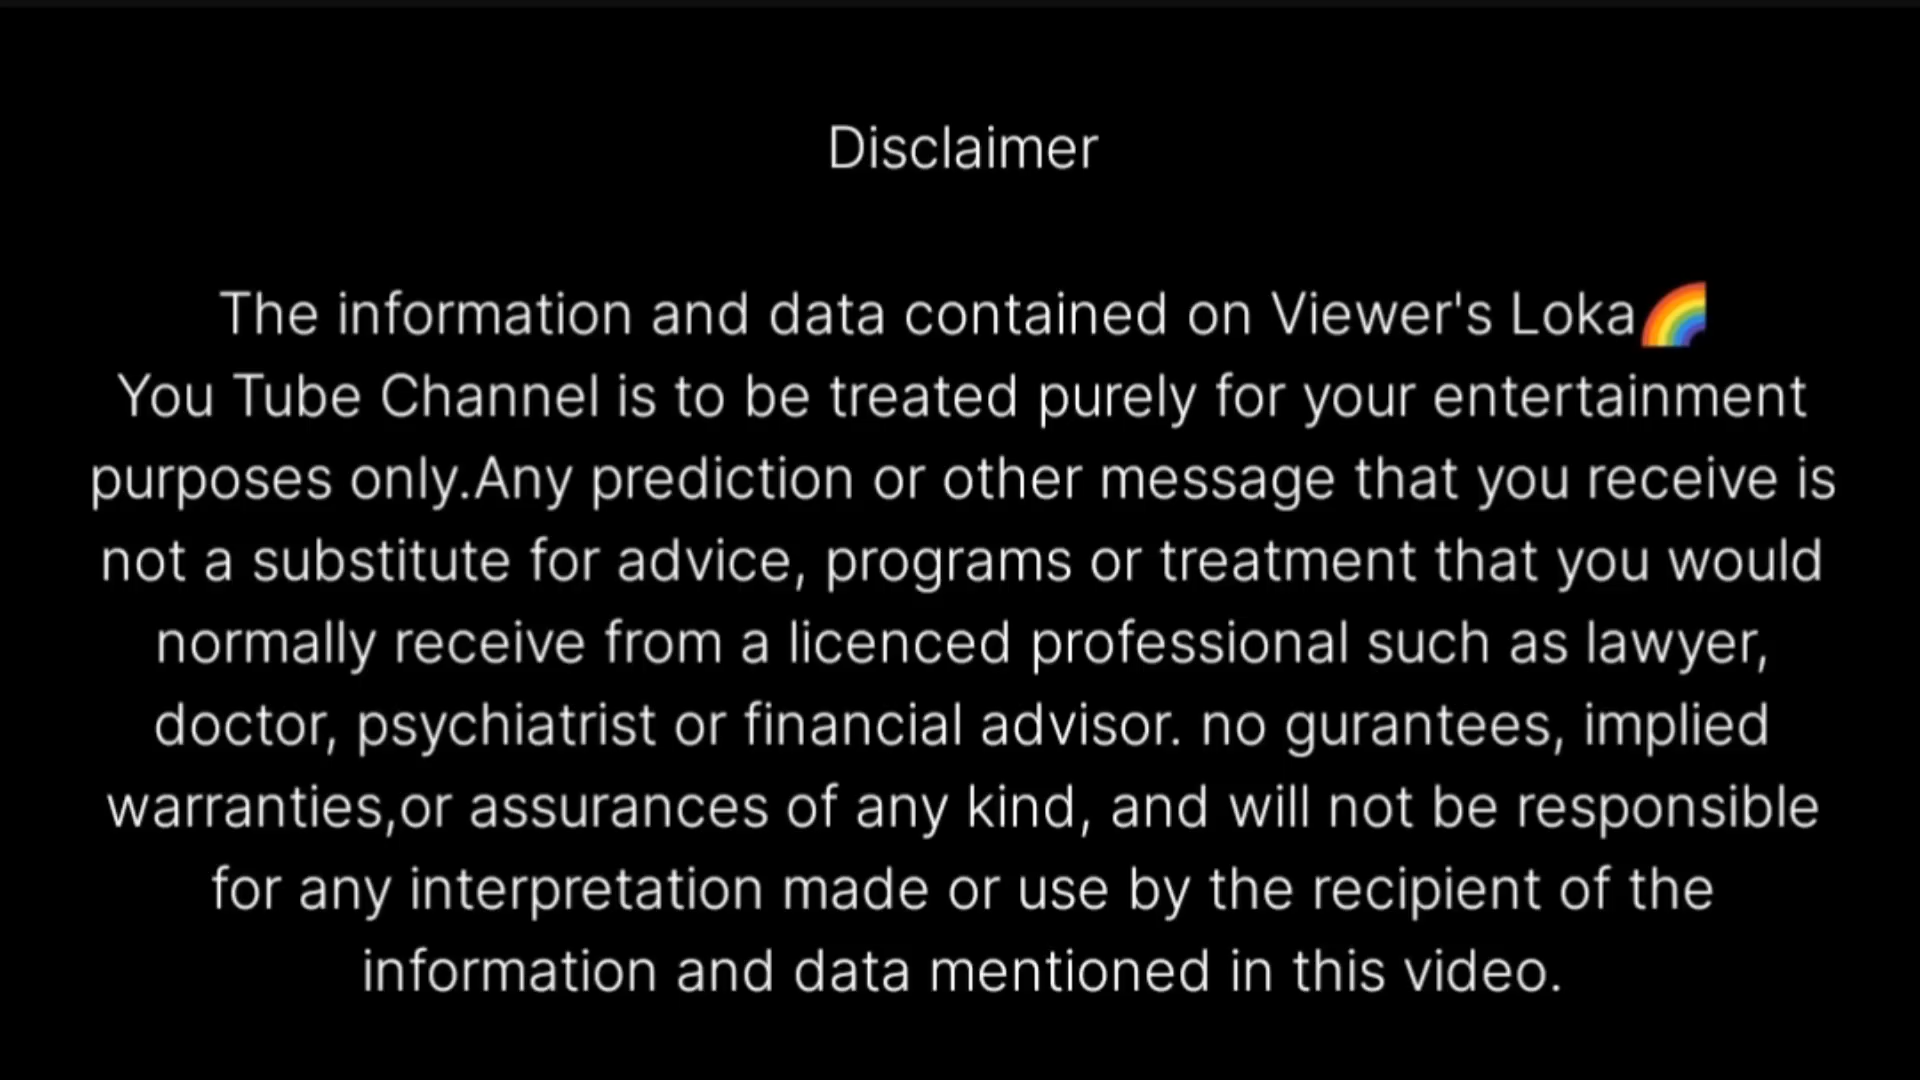 Disclaimer
The information and data contained on Viewer's Loka🌈
You Tube Channel is to be treated purely for your entertainment
purposes only.Any prediction or other message that you receive is
not a substitute for advice, programs or treatment that you would
normally receive from a licenced professional such as lawyer,
doctor, psychiatrist or financial advisor. no gurantees, implied
warranties,or assurances of any kind, and will not be responsible
for any interpretation made or use by the recipient of the
information and data mentioned in this video.